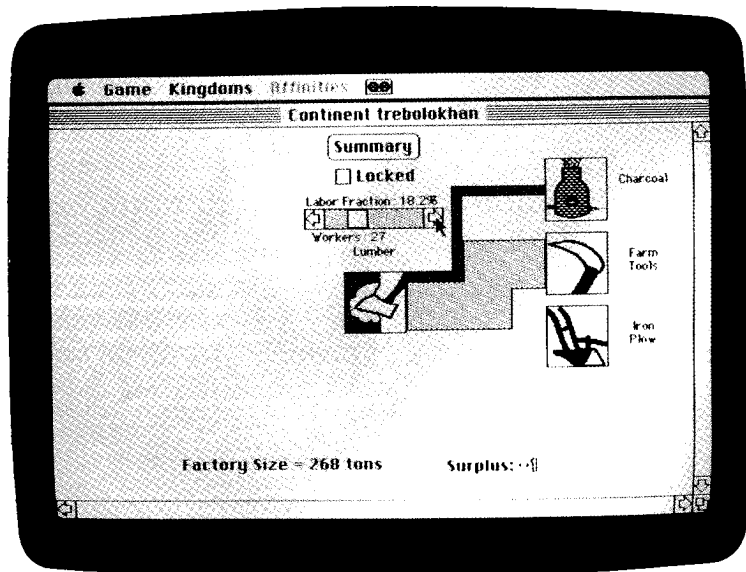 Game Kingdoms Affinities
Continent trebolokhan
Summary
Locked
Labor Fraction: 18.2%
Workers: 27
Lumber
Charcoal
Farm
Tools
Iron
Plow
Factory Size = 268 tons
Surplus: